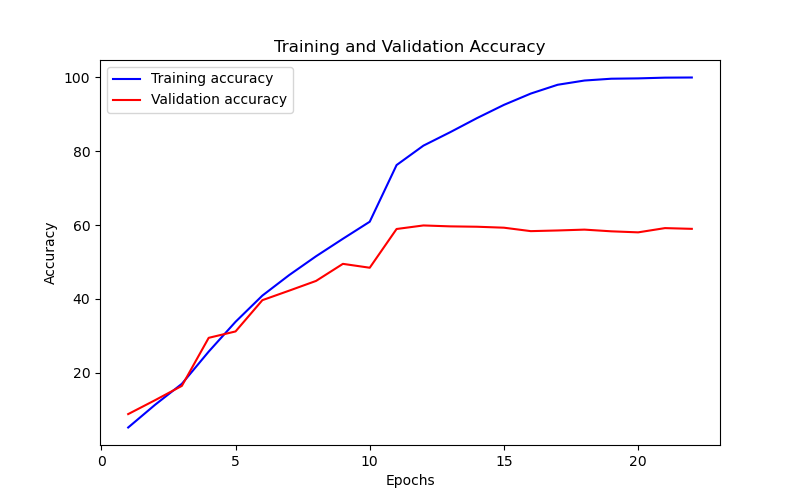 Training and Validation Accuracy
Training accuracy
Validation accuracy
100
80
60
40
20
Accuracy
0 5 10 15 20
Epochs